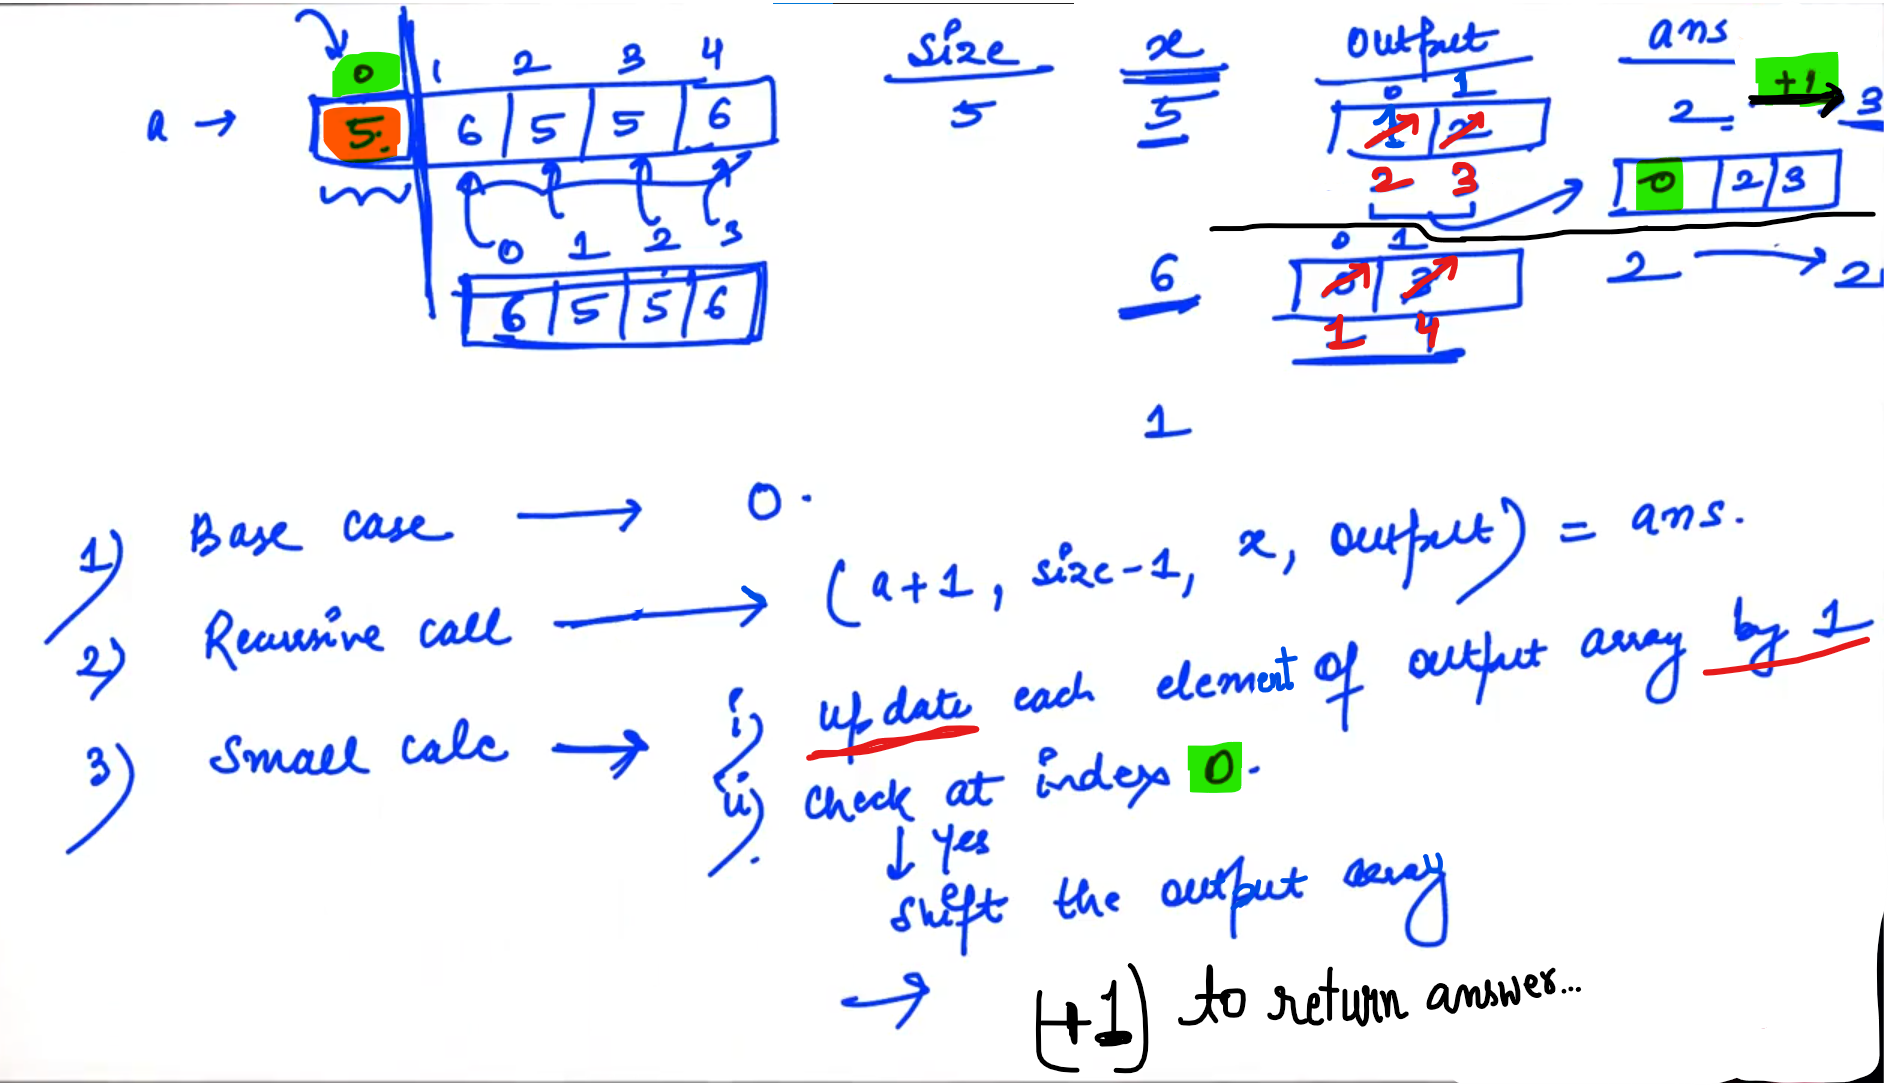 size x output ans
0 1 2 3 4
a → 5 6 5 5 6 5 5 0 1 2 +1 3
1 2
2 3 0 2 3
0 1 2 3 0 1
6 5 5 6 6 0 3 2 → 2
1 4
1
1) Base case → 0.
2) Recursive call → (a+1, size-1, x, output) = ans.
3) Small calc → i) update each element of output array by 1
ii) check at index 0.
↓ Yes
shift the output array
→ (+1) to return answer...